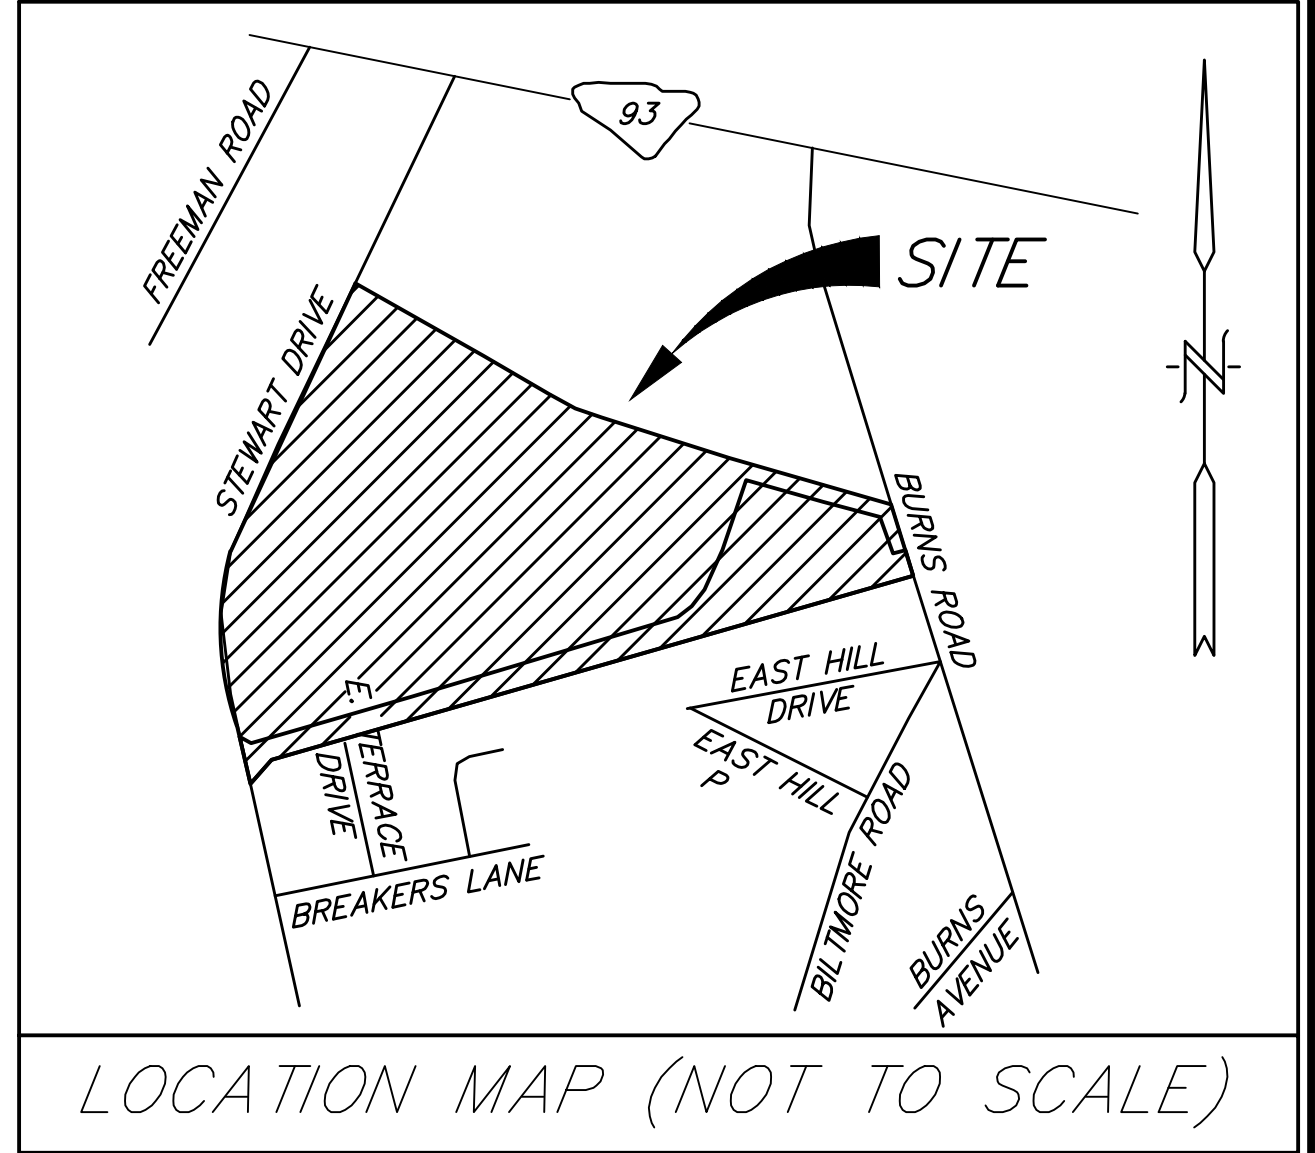 93
FREEMAN ROAD
SITE
STEWART DRIVE
N
BURNS ROAD
EAST HILL
DRIVE
E. TERRACE
DRIVE
EAST HILL
P
BILTMORE ROAD
BREAKERS LANE
BURNS
AVENUE
LOCATION MAP (NOT TO SCALE)